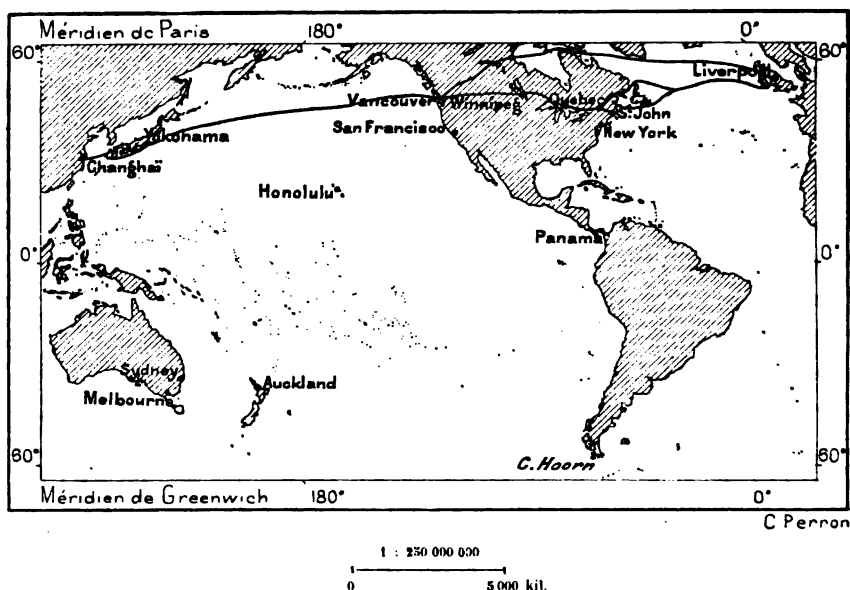 Méridien de Paris 180° 0°
60° 60°
Liverpool
Vancouver Winnipeg Quebec
S.t John
San Francisco
New York
Yokohama
Changhaï
Honolulu
Panama
0° 0°
Sydney
Auckland
Melbourne
C. Hoorn
60° 60°
Méridien de Greenwich 180° 0°
C Perron
1 : 250 000 000
0 5 000 kil.